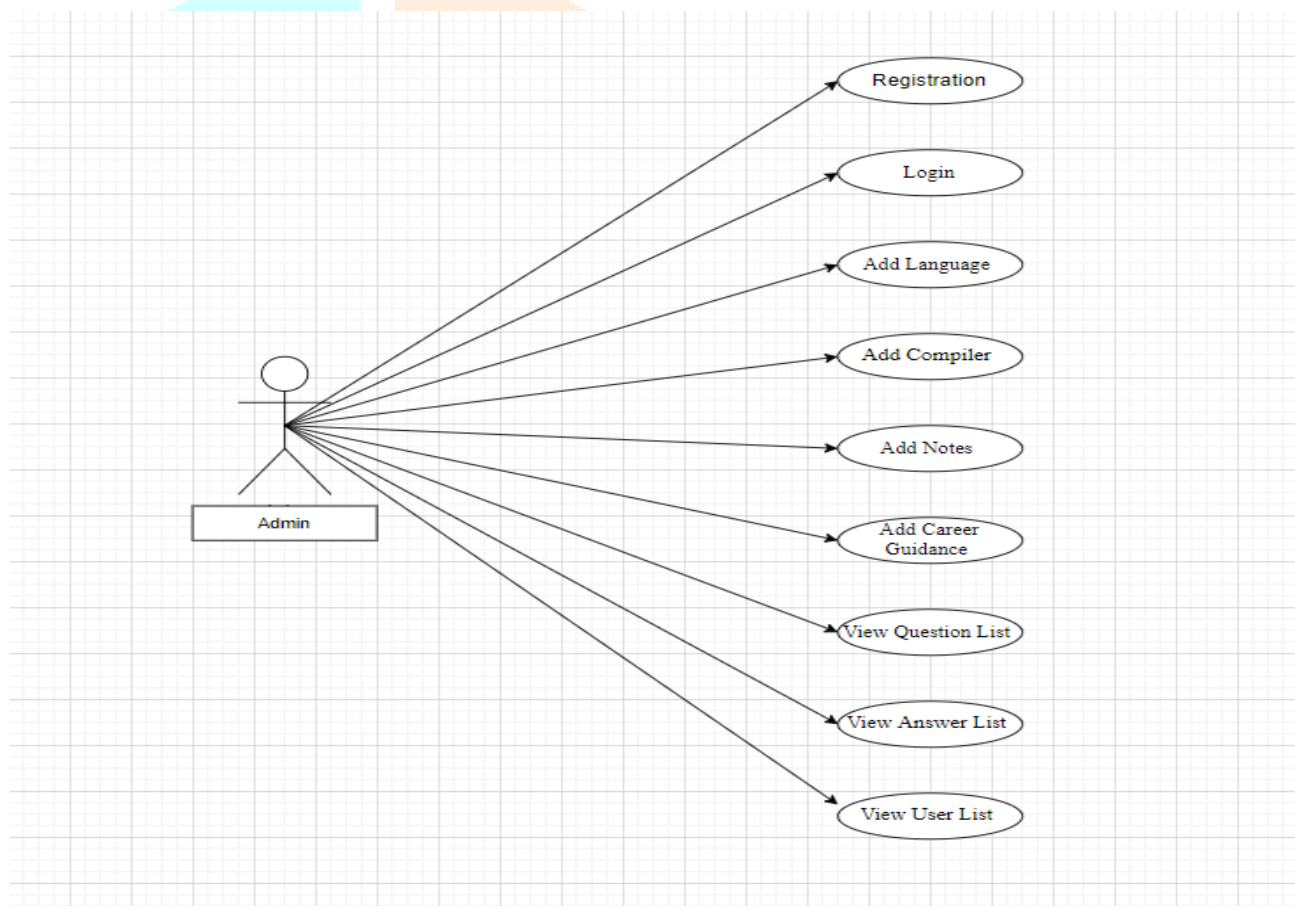 Registration
Login
Add Language
Add Compiler
Add Notes
Admin
Add Career
Guidance
View Question List
View Answer List
View User List